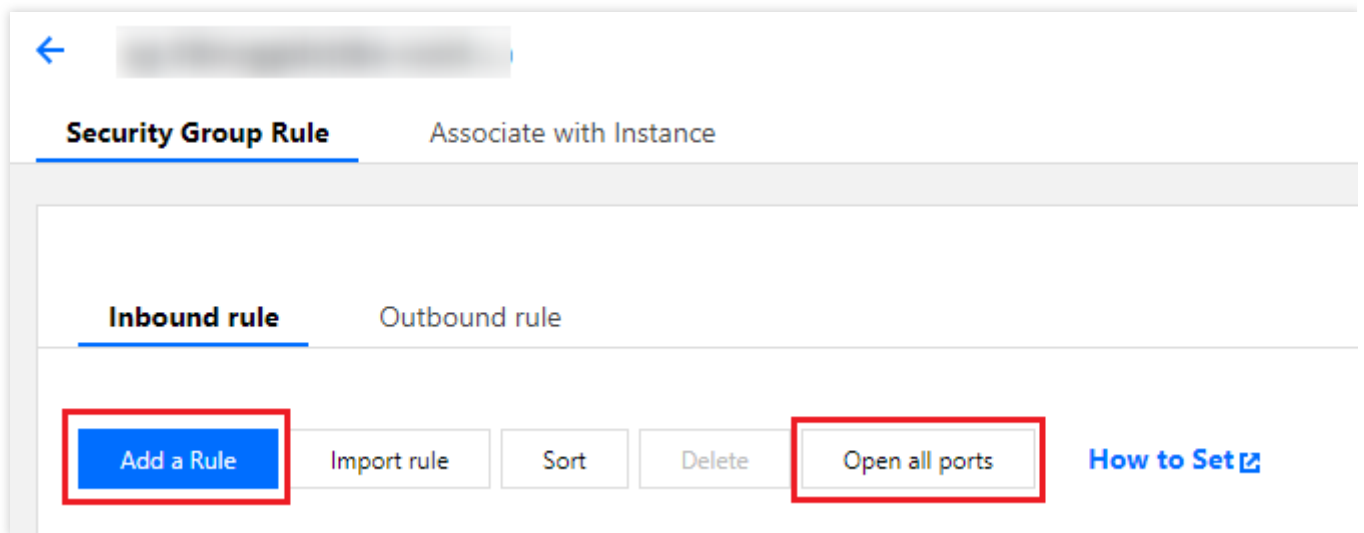 Security Group Rule Associate with Instance
Inbound rule Outbound rule
Add a Rule Import rule Sort Delete Open all ports How to Set